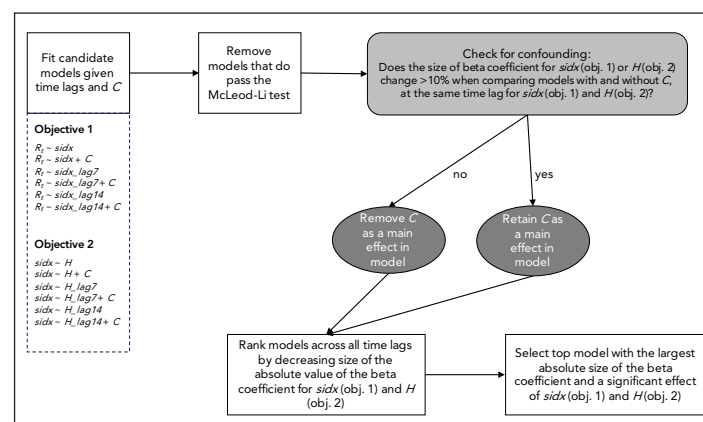 Fit candidate
models given
time lags and C
Remove
models that do
pass the
McLeod-Li test
Check for confounding:
Does the size of beta coefficient for sidx (obj. 1) or H (obj. 2)
change >10% when comparing models with and without C,
at the same time lag for sidx (obj. 1) and H (obj. 2)?
Objective 1
Rt ~ sidx
Rt ~ sidx + C
Rt ~ sidx_lag7
Rt ~ sidx_lag7+ C
Rt ~ sidx_lag14
Rt ~ sidx_lag14+ C
Objective 2
sidx ~ H
sidx ~ H + C
sidx ~ H_lag7
sidx ~ H_lag7+ C
sidx ~ H_lag14
sidx ~ H_lag14+ C
no
yes
Remove C
as a main
effect in
model
Retain C as
a main
effect in
model
Rank models across all time lags
by decreasing size of the
absolute value of the beta
coefficient for sidx (obj. 1) and H
(obj. 2)
Select top model with the largest
absolute size of the beta
coefficient and a significant effect
of sidx (obj. 1) and H (obj. 2)